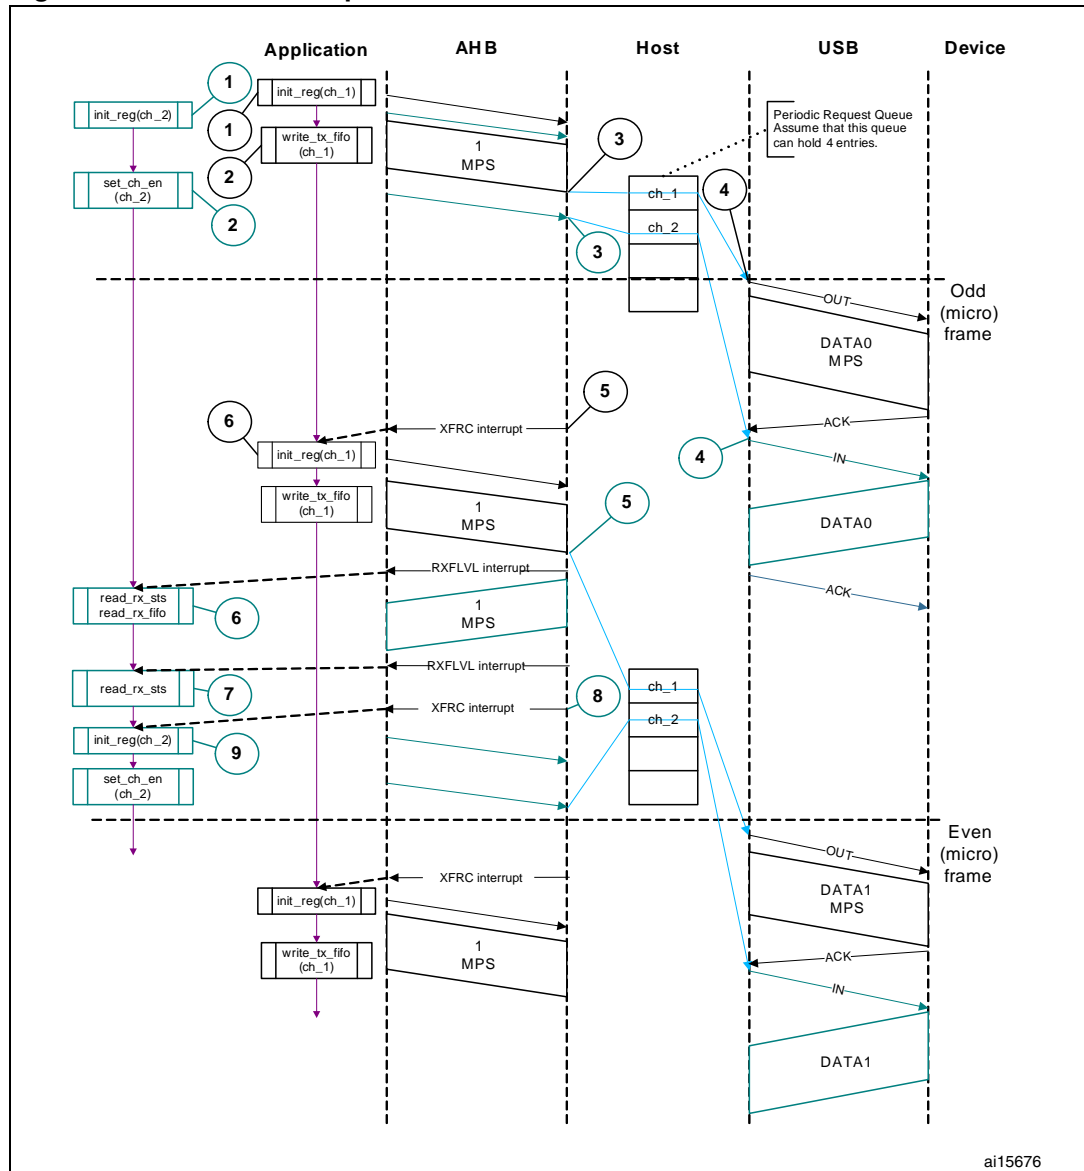 Application
AHB
Host
USB
Device
1
init_reg(ch_2)
init_reg(ch_1)
1
write_tx_fifo
(ch_1)
2
set_ch_en
(ch_2)
2
1
MPS
3
3
Periodic Request Queue
Assume that this queue
can hold 4 entries.
4
ch_1
ch_2
Odd
(micro)
frame
OUT
DATA0
MPS
ACK
5
XFRC interrupt
6
init_reg(ch_1)
write_tx_fifo
(ch_1)
1
MPS
4
IN
DATA0
ACK
5
RXFLVL interrupt
read_rx_sts
read_rx_fifo
6
1
MPS
RXFLVL interrupt
read_rx_sts
7
XFRC interrupt
8
init_reg(ch_2)
9
set_ch_en
(ch_2)
ch_1
ch_2
Even
(micro)
frame
OUT
DATA1
MPS
ACK
XFRC interrupt
init_reg(ch_1)
write_tx_fifo
(ch_1)
1
MPS
IN
DATA1
ai15676